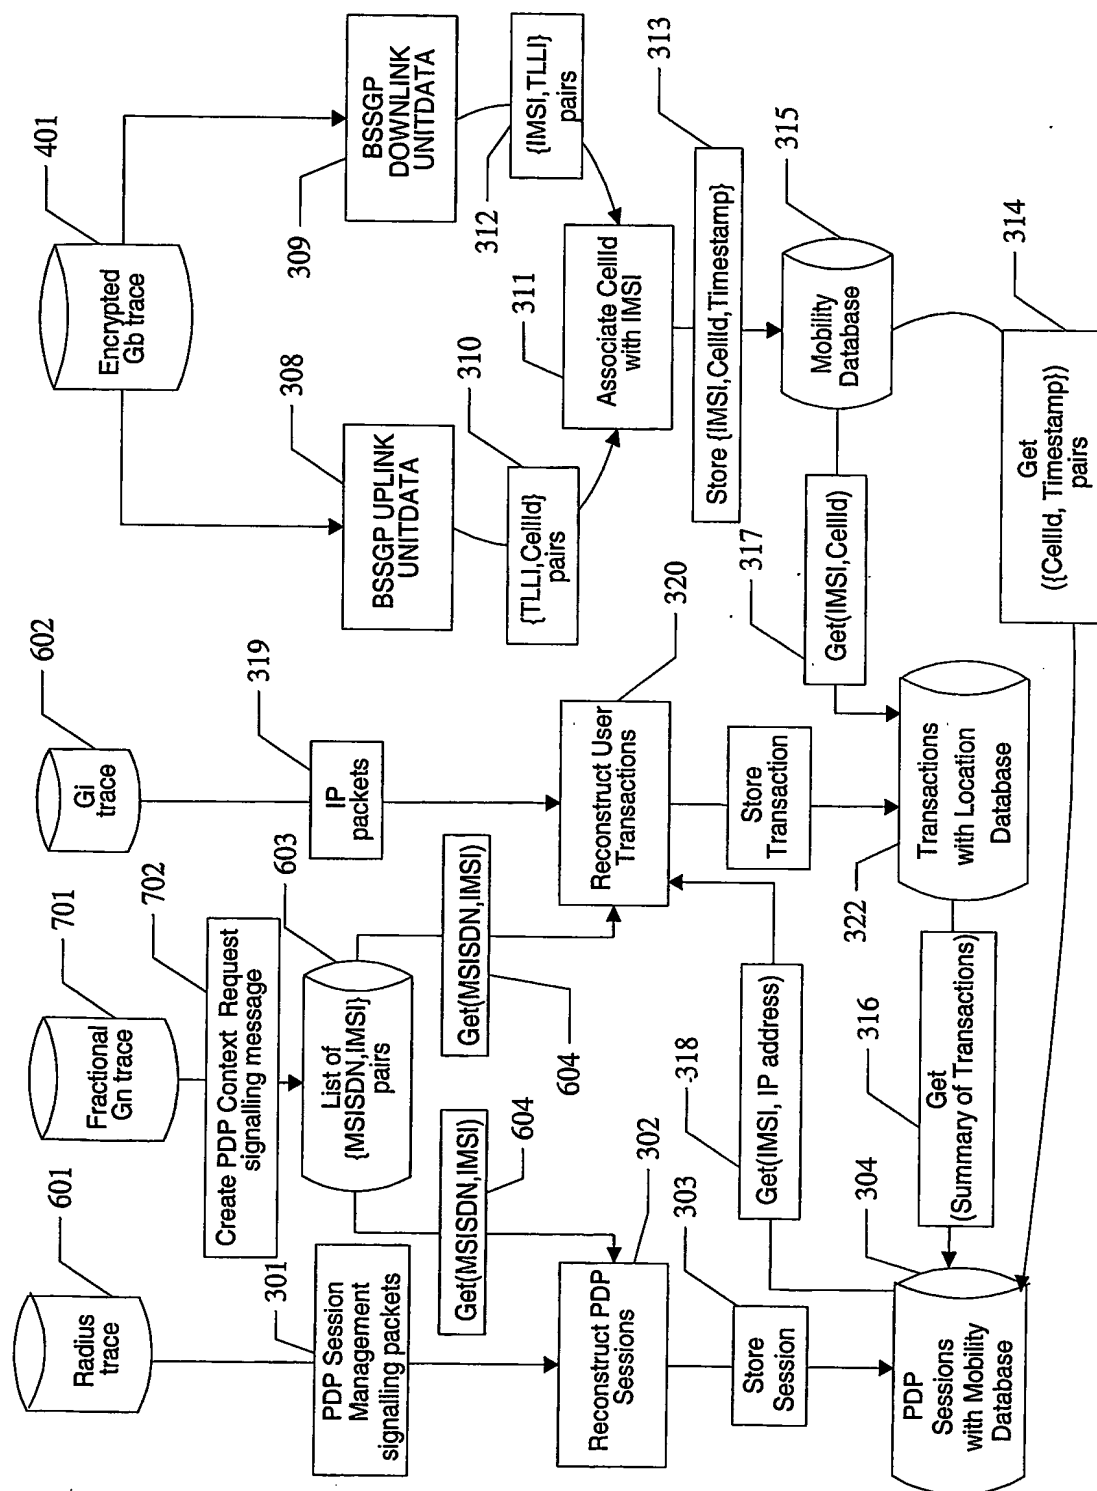 601
Radius
trace
301
PDP Session
Management
signalling packets
701
Fractional
Gn trace
702
Create PDP Context Request
signalling message
603
List of
{MSISDN,IMSI}
pairs
Get(MSISDN,IMSI)
604
Get(MSISDN,IMSI)
604
602
Gi
trace
319
IP
packets
401
Encrypted
Gb trace
308
BSSGP UPLINK
UNITDATA
309
BSSGP
DOWNLINK
UNITDATA
310
{TLLI,CellId}
pairs
312
{IMSI,TLLI}
pairs
311
Associate CellId
with IMSI
313
Store {IMSI,CellId,Timestamp}
315
Mobility
Database
302
Reconstruct PDP
Sessions
303
Store
Session
304
PDP
Sessions
with Mobility
Database
318
Get(IMSI, IP address)
320
Reconstruct User
Transactions
Store
Transaction
322
Transactions
with Location
Database
316
Get
(Summary of Transactions)
317
Get(IMSI,CellId)
314
Get
({CellId, Timestamp})
pairs